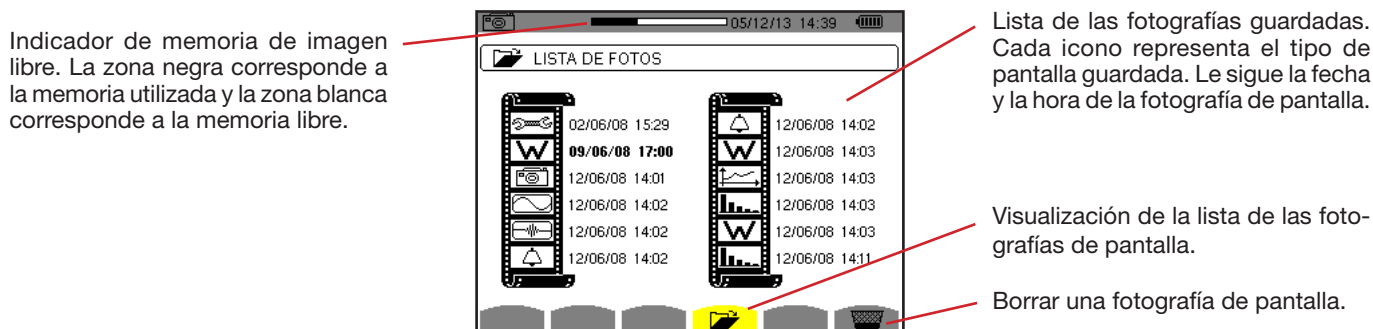 Indicador de memoria de imagen
libre. La zona negra corresponde a
la memoria utilizada y la zona blanca
corresponde a la memoria libre.
05/12/13 14:39
LISTA DE FOTOS
02/06/08 15:29
09/06/08 17:00
12/06/08 14:01
12/06/08 14:02
12/06/08 14:02
12/06/08 14:02
12/06/08 14:02
12/06/08 14:03
12/06/08 14:03
12/06/08 14:03
12/06/08 14:03
12/06/08 14:11
Lista de las fotografías guardadas.
Cada icono representa el tipo de
pantalla guardada. Le sigue la fecha
y la hora de la fotografía de pantalla.
Visualización de la lista de las foto-
grafías de pantalla.
Borrar una fotografía de pantalla.